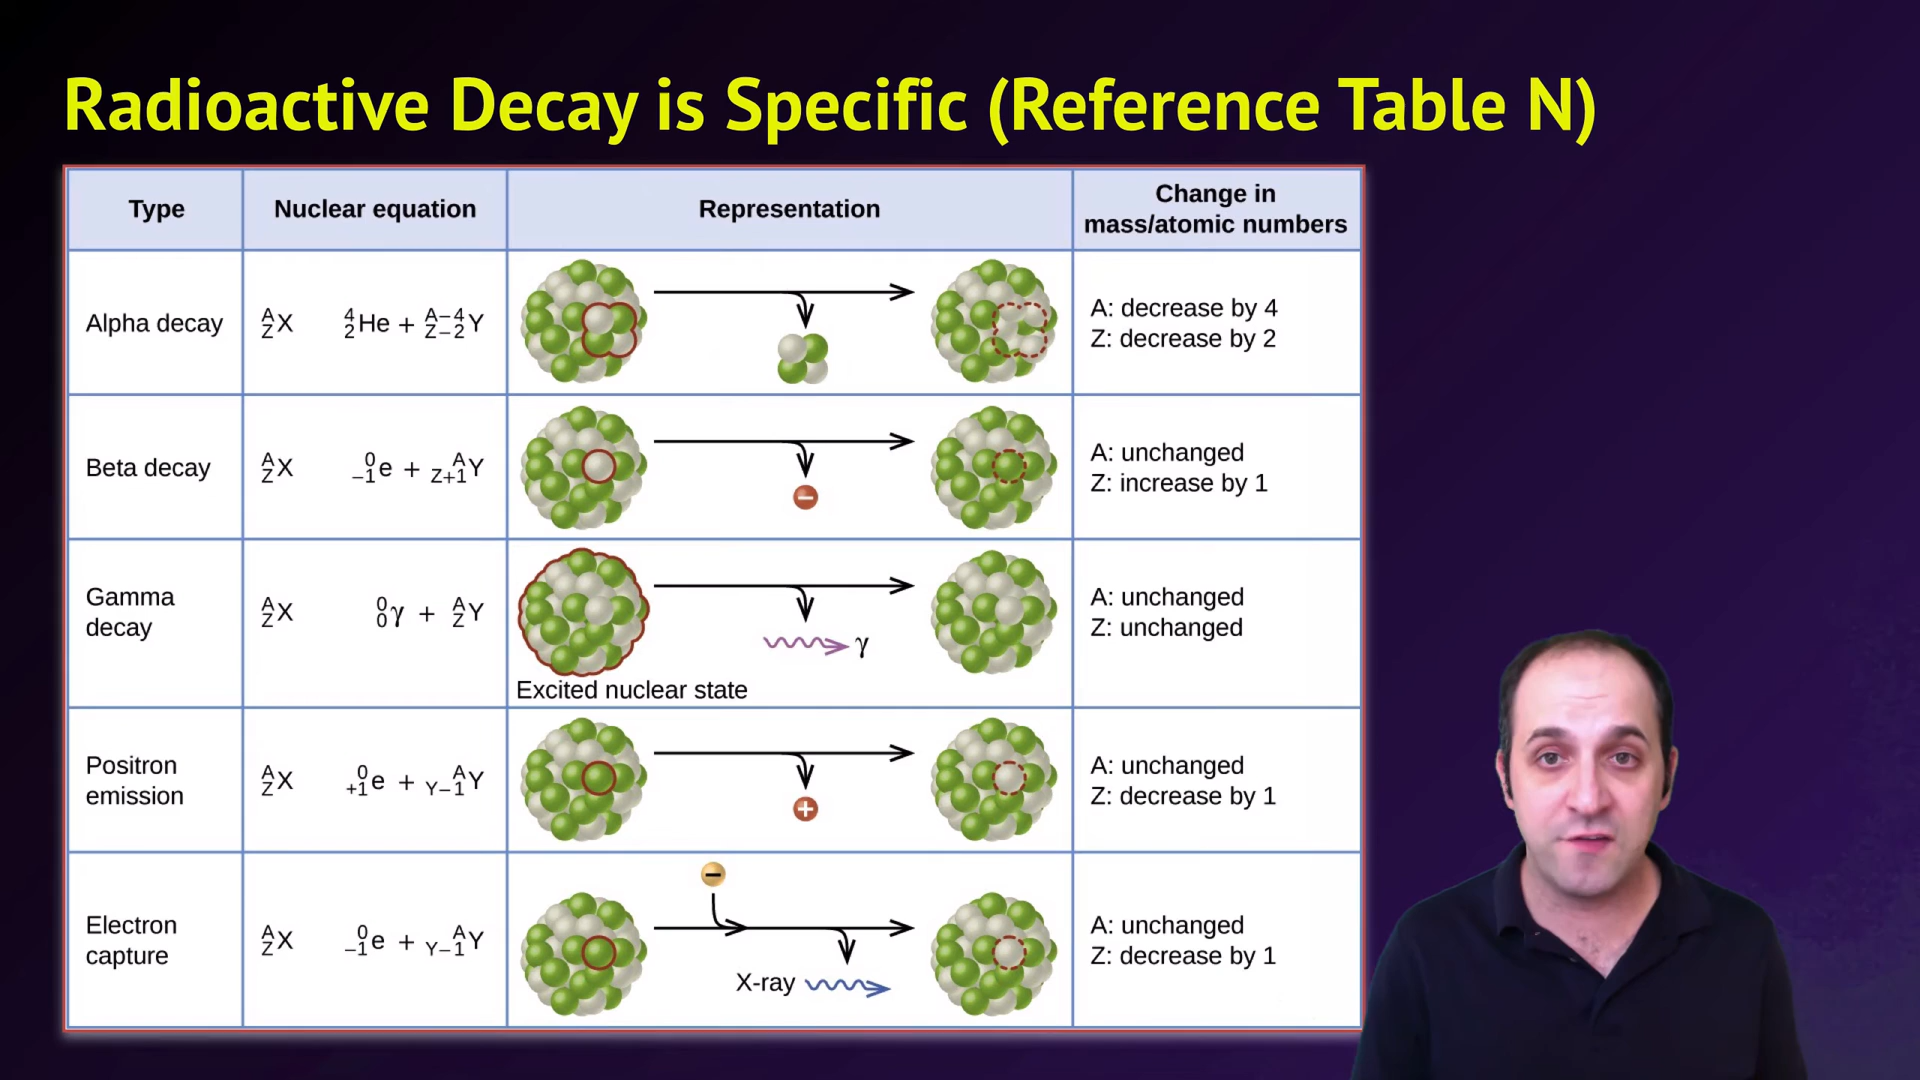 Radioactive Decay is Specific (Reference Table N)
Type
Nuclear equation
Representation
Change in
mass/atomic numbers
Alpha decay
A Z X 4 2 He + A–4 Z–2 Y
A: decrease by 4
Z: decrease by 2
Beta decay
A Z X 0 –1 e + A Z+1 Y
−
A: unchanged
Z: increase by 1
Gamma
decay
A Z X 0 0 γ + A Z Y
γ
Excited nuclear state
A: unchanged
Z: unchanged
Positron
emission
A Z X 0 +1 e + A Y–1 Y
+
A: unchanged
Z: decrease by 1
Electron
capture
A Z X 0 –1 e + A Y–1 Y
−
X-ray
A: unchanged
Z: decrease by 1